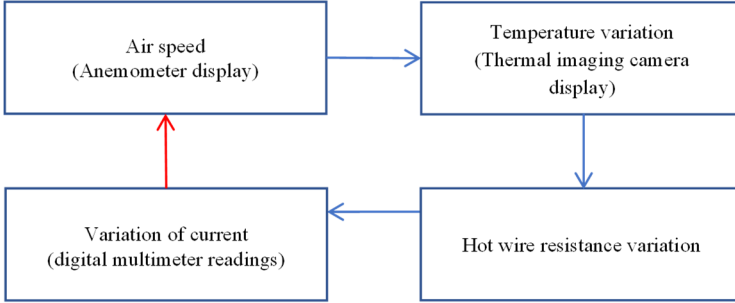 Air speed
(Anemometer display)
Temperature variation
(Thermal imaging camera
display)
Variation of current
(digital multimeter readings)
Hot wire resistance variation